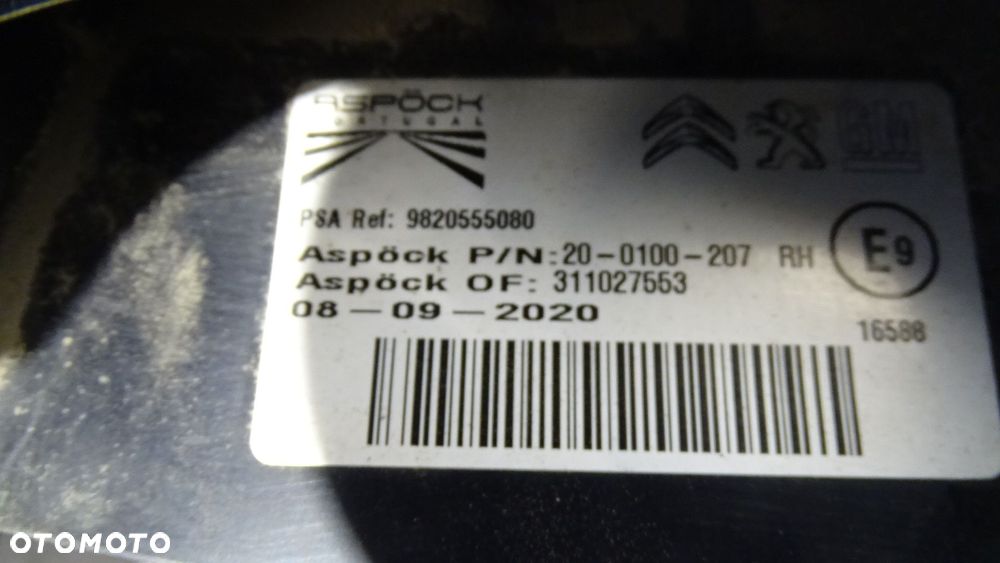 ASPÖCK
PORTUGAL
GM
PSA Ref: 9820555080
Aspöck P/N: 20-0100-207 RH
E9
Aspöck OF: 311027553
08-09-2020
16588
OTOMOTO